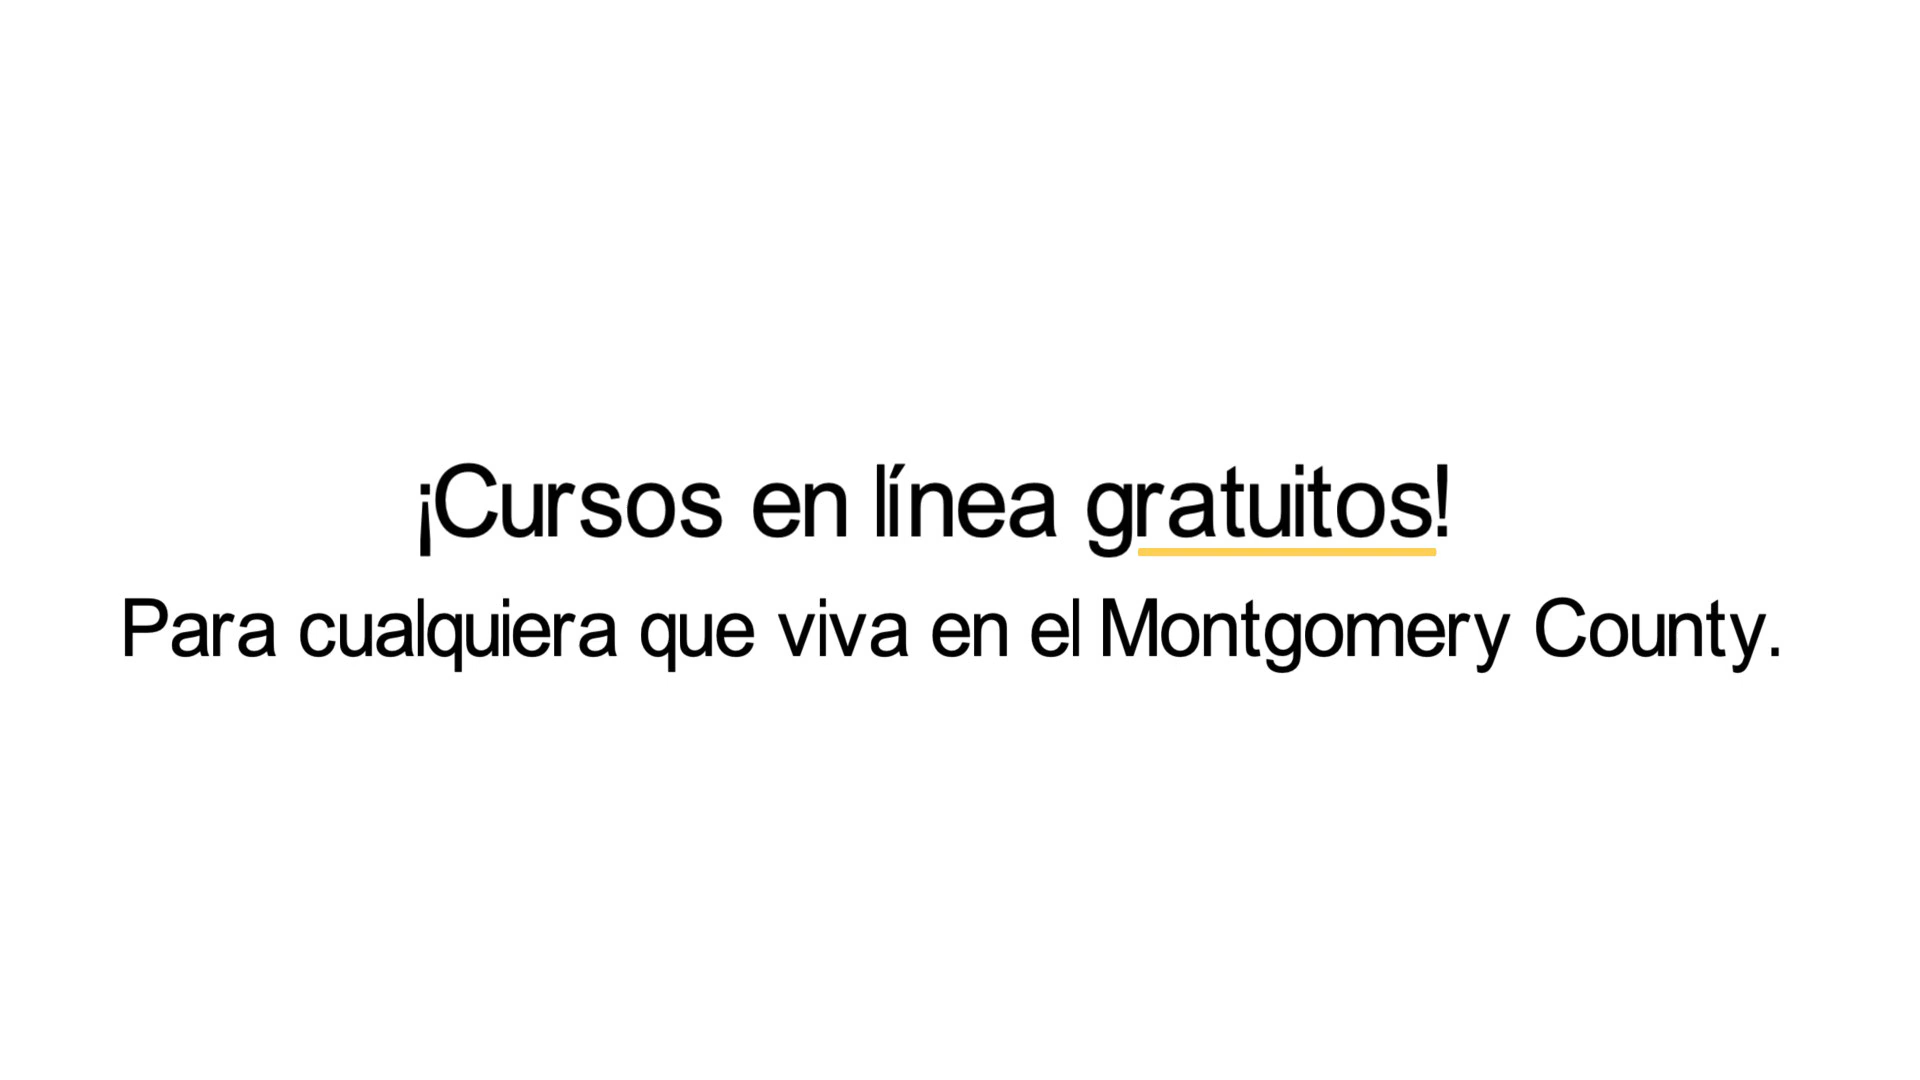 ¡Cursos en línea gratuitos!
Para cualquiera que viva en el Montgomery County.